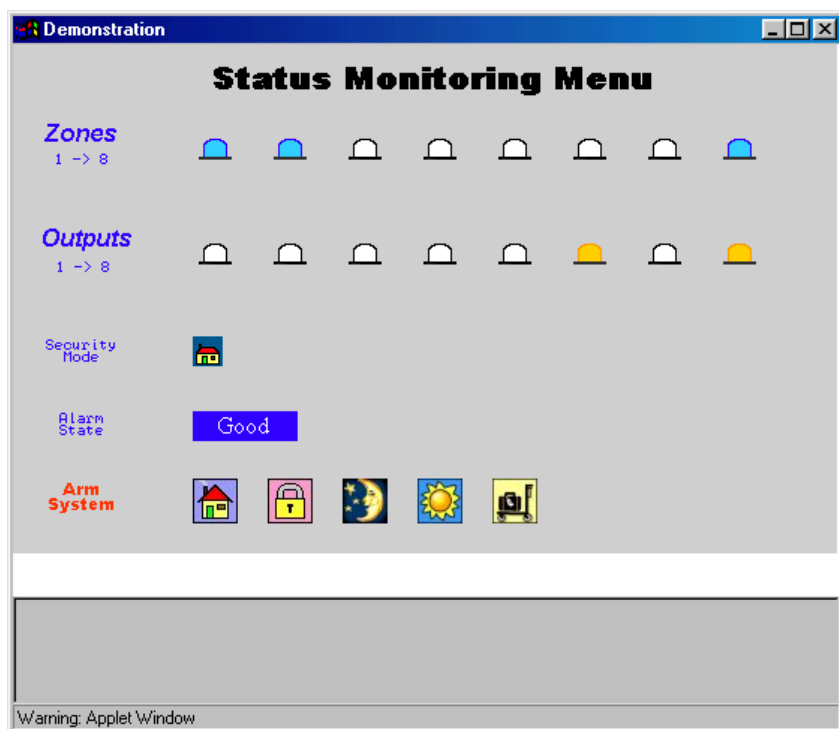 Demonstration
Status Monitoring Menu
Zones
1 -> 8
Outputs
1 -> 8
Security
Mode
Alarm
State
Good
Arm
System
Warning: Applet Window